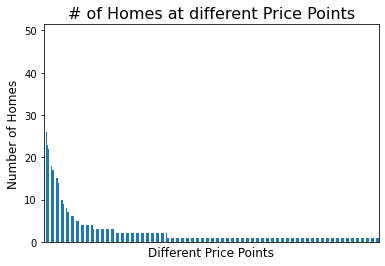 # of Homes at different Price Points
50
40
30
20
10
0
Number of Homes
Different Price Points